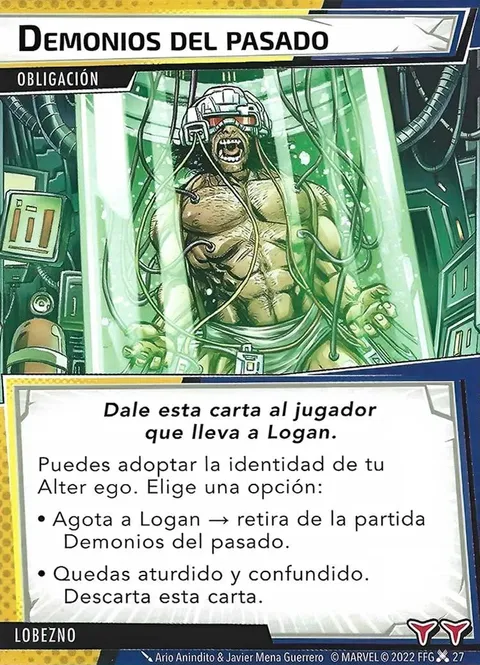 DEMONIOS DEL PASADO
OBLIGACIÓN
Dale esta carta al jugador
que lleva a Logan.
Puedes adoptar la identidad de tu
Alter ego. Elige una opción:
• Agota a Logan → retira de la partida
Demonios del pasado.
• Quedas aturdido y confundido.
Descarta esta carta.
LOBEZNO
Ario Anindito & Javier Mena Guerrero © MARVEL © 2022 FFG 27